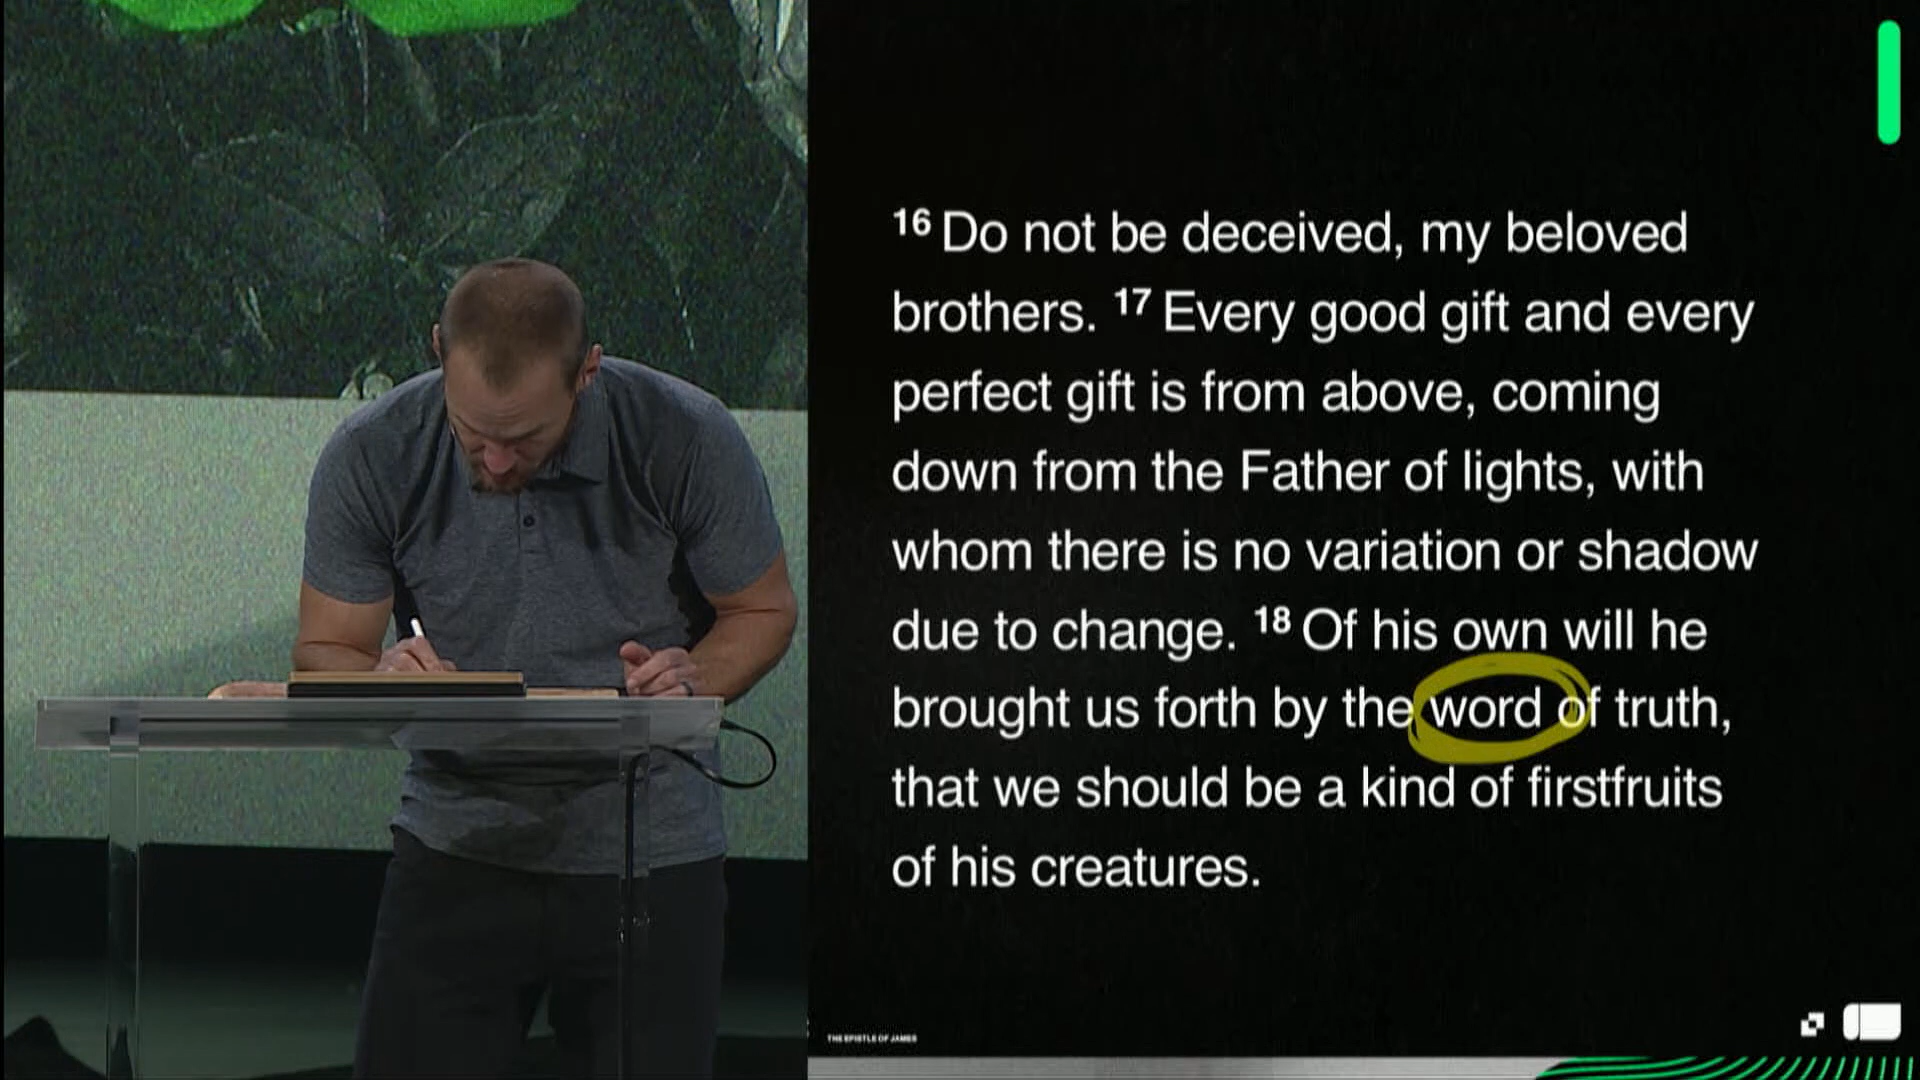 16 Do not be deceived, my beloved
brothers. 17 Every good gift and every
perfect gift is from above, coming
down from the Father of lights, with
whom there is no variation or shadow
due to change. 18 Of his own will he
brought us forth by the word of truth,
that we should be a kind of firstfruits
of his creatures.
THE EPISTLE OF JAMES